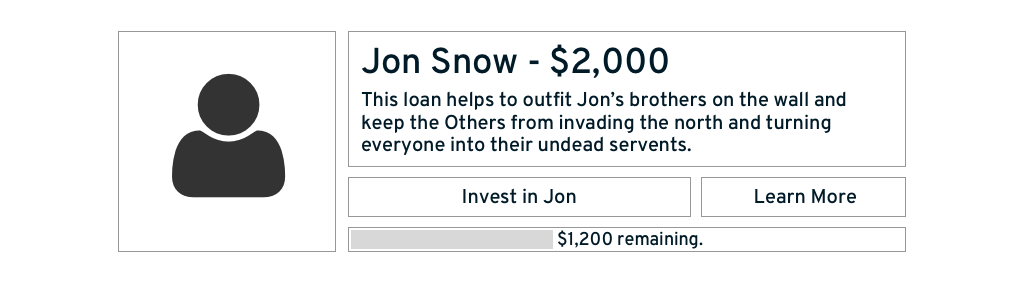 Jon Snow - $2,000
This loan helps to outfit Jon’s brothers on the wall and
keep the Others from invading the north and turning
everyone into their undead servents.
Invest in Jon
Learn More
$1,200 remaining.